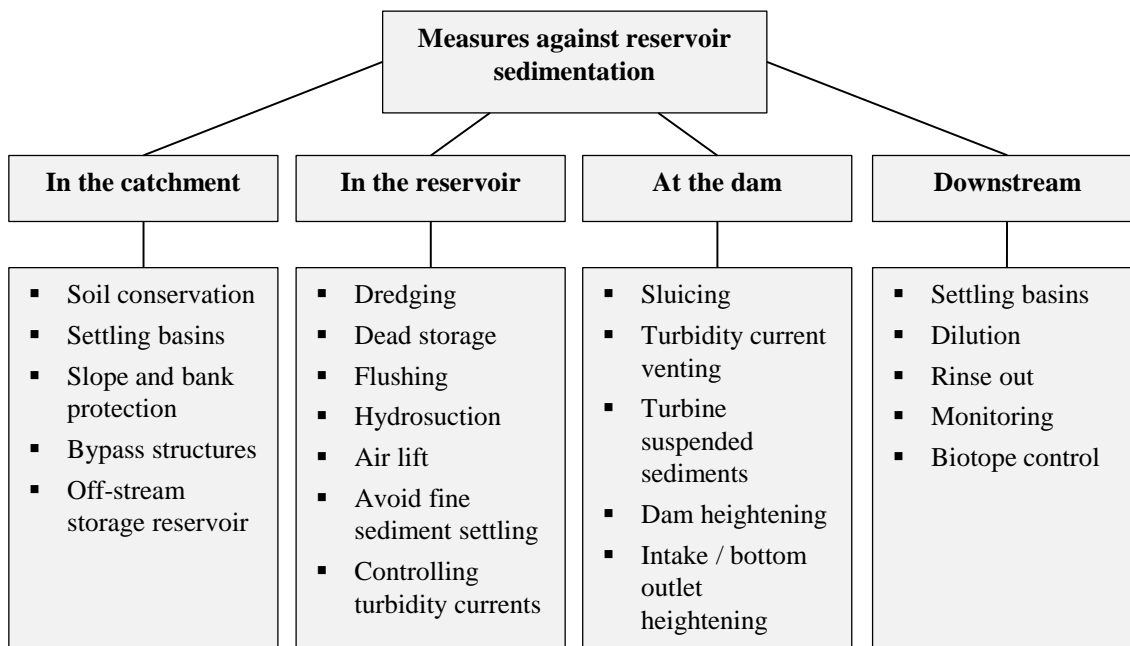 Measures against reservoir
sedimentation
In the catchment
In the reservoir
At the dam
Downstream
▪ Soil conservation
▪ Settling basins
▪ Slope and bank
protection
▪ Bypass structures
▪ Off-stream
storage reservoir
▪ Dredging
▪ Dead storage
▪ Flushing
▪ Hydrosuction
▪ Air lift
▪ Avoid fine
sediment settling
▪ Controlling
turbidity currents
▪ Sluicing
▪ Turbidity current
venting
▪ Turbine
suspended
sediments
▪ Dam heightening
▪ Intake / bottom
outlet
heightening
▪ Settling basins
▪ Dilution
▪ Rinse out
▪ Monitoring
▪ Biotope control